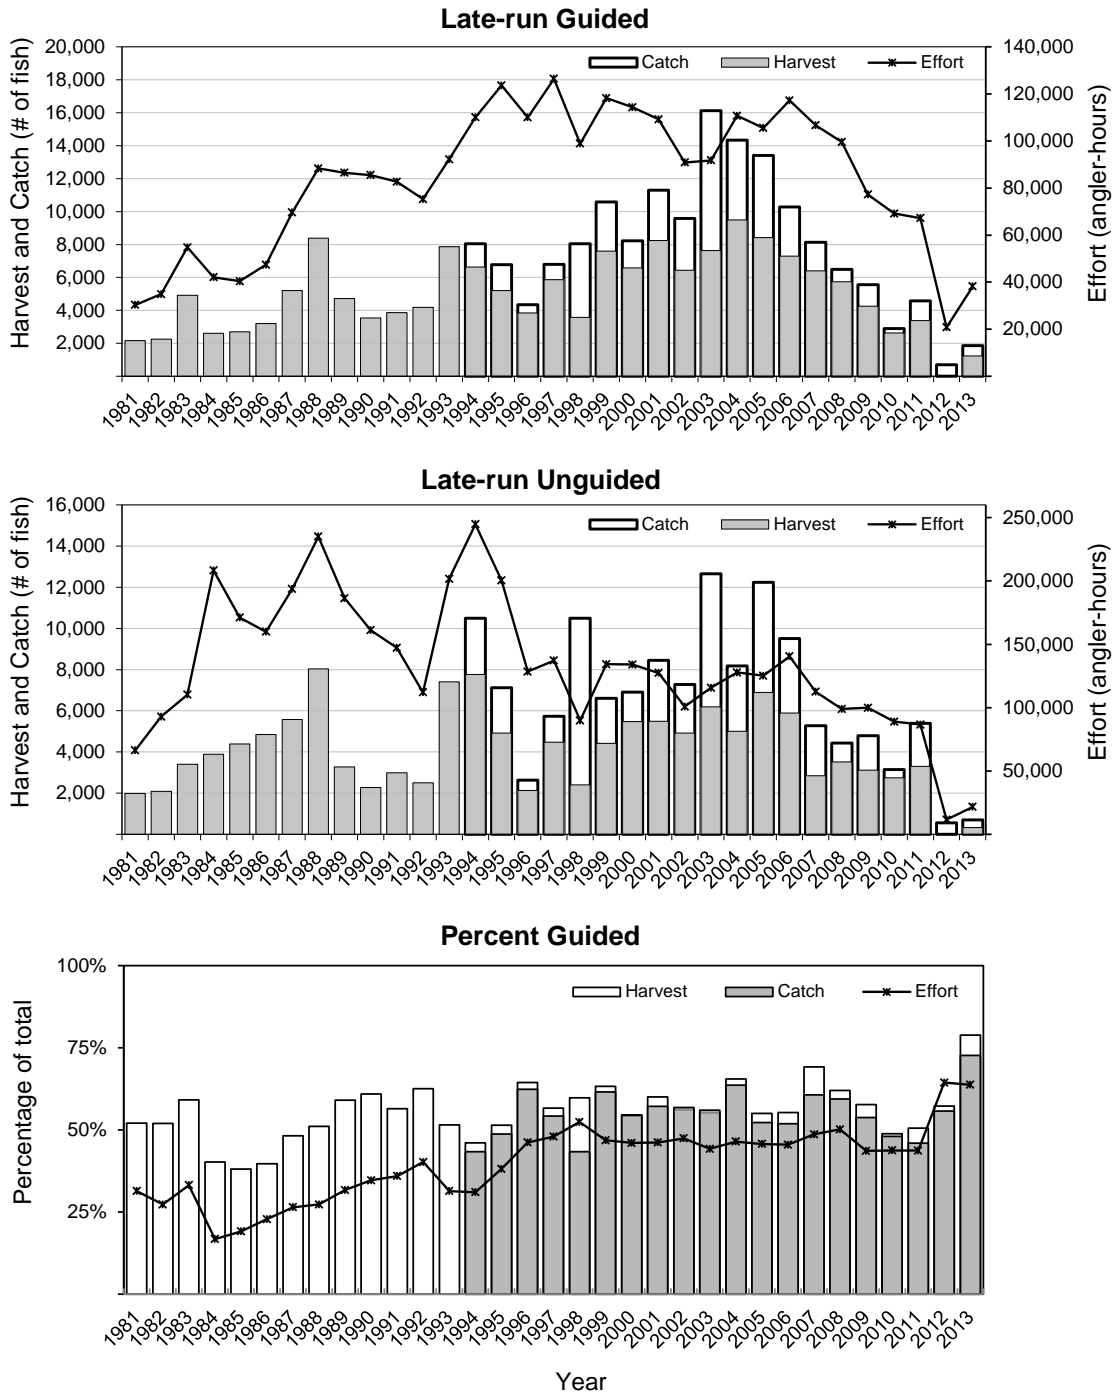 Late-run Guided
Harvest and Catch (# of fish)
20,000
18,000
16,000
14,000
12,000
10,000
8,000
6,000
4,000
2,000
Catch Harvest Effort
140,000
120,000
100,000
80,000
60,000
40,000
20,000
Effort (angler-hours)
1981 1982 1983 1984 1985 1986 1987 1988 1989 1990 1991 1992 1993 1994 1995 1996 1997 1998 1999 2000 2001 2002 2003 2004 2005 2006 2007 2008 2009 2010 2011 2012 2013
Late-run Unguided
Harvest and Catch (# of fish)
16,000
14,000
12,000
10,000
8,000
6,000
4,000
2,000
Catch Harvest Effort
250,000
200,000
150,000
100,000
50,000
Effort (angler-hours)
1981 1982 1983 1984 1985 1986 1987 1988 1989 1990 1991 1992 1993 1994 1995 1996 1997 1998 1999 2000 2001 2002 2003 2004 2005 2006 2007 2008 2009 2010 2011 2012 2013
Percent Guided
Percentage of total
100%
75%
50%
25%
Harvest Catch Effort
1981 1982 1983 1984 1985 1986 1987 1988 1989 1990 1991 1992 1993 1994 1995 1996 1997 1998 1999 2000 2001 2002 2003 2004 2005 2006 2007 2008 2009 2010 2011 2012 2013
Year